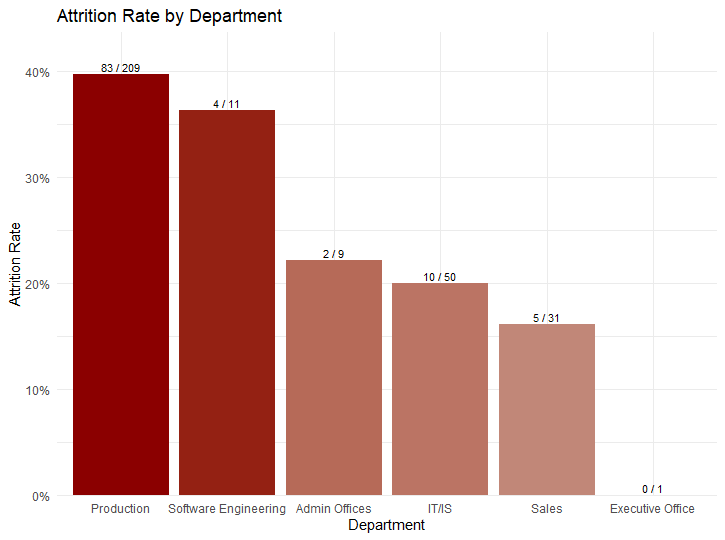 Attrition Rate by Department
Attrition Rate
40%
30%
20%
10%
0%
83 / 209
4 / 11
2 / 9
10 / 50
5 / 31
0 / 1
Production
Software Engineering
Admin Offices
IT/IS
Sales
Executive Office
Department